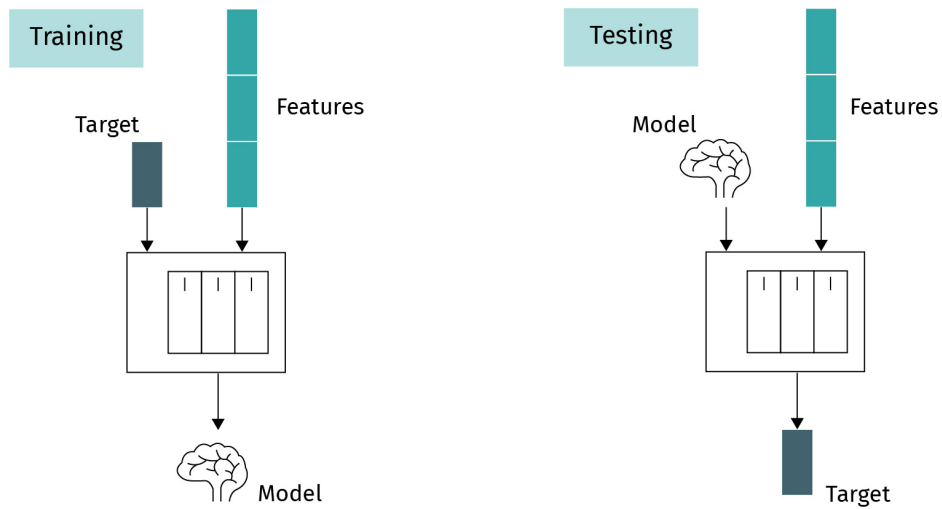 Training
Target
Features
Model
Testing
Model
Features
Target